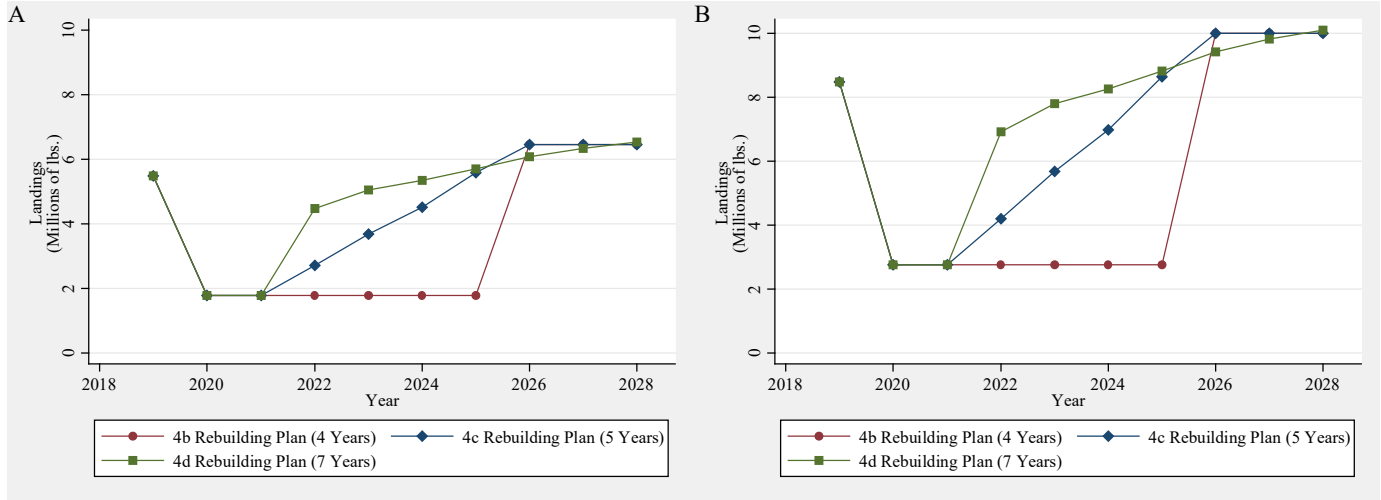 A
Landings
(Millions of lbs.)
10
8
6
4
2
0
2018 2020 2022 2024 2026 2028
Year
4b Rebuilding Plan (4 Years) 4c Rebuilding Plan (5 Years)
4d Rebuilding Plan (7 Years)
B
Landings
(Millions of lbs.)
10
8
6
4
2
0
2018 2020 2022 2024 2026 2028
Year
4b Rebuilding Plan (4 Years) 4c Rebuilding Plan (5 Years)
4d Rebuilding Plan (7 Years)